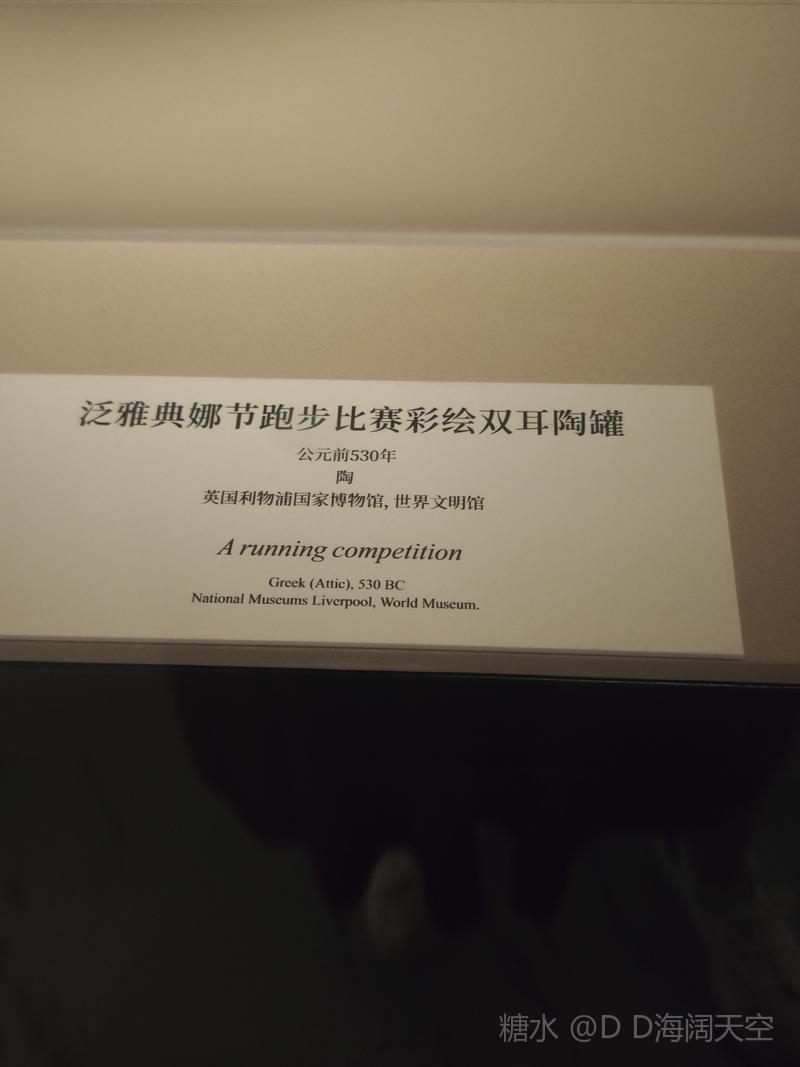 泛雅典娜节跑步比赛彩绘双耳陶罐
公元前530年
陶
英国利物浦国家博物馆, 世界文明馆
A running competition
Greek (Attic), 530 BC
National Museums Liverpool, World Museum.
糖水 @D D海阔天空